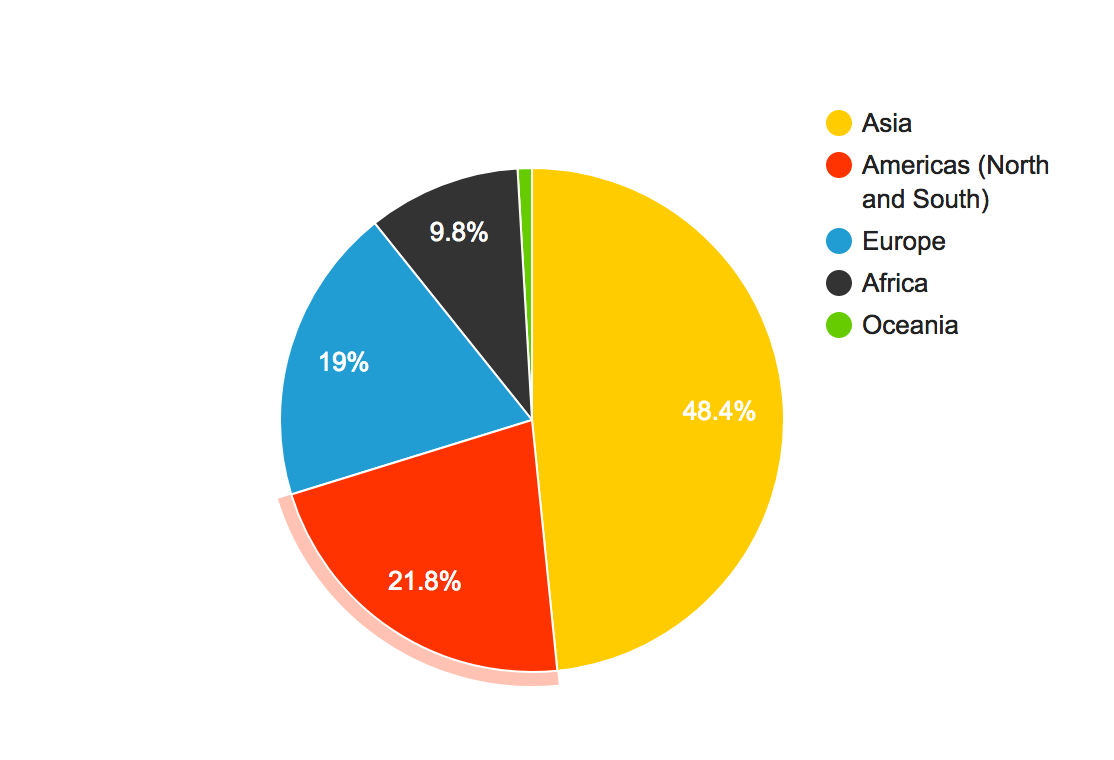 Asia
Americas (North
and South)
Europe
Africa
Oceania
9.8%
19%
48.4%
21.8%